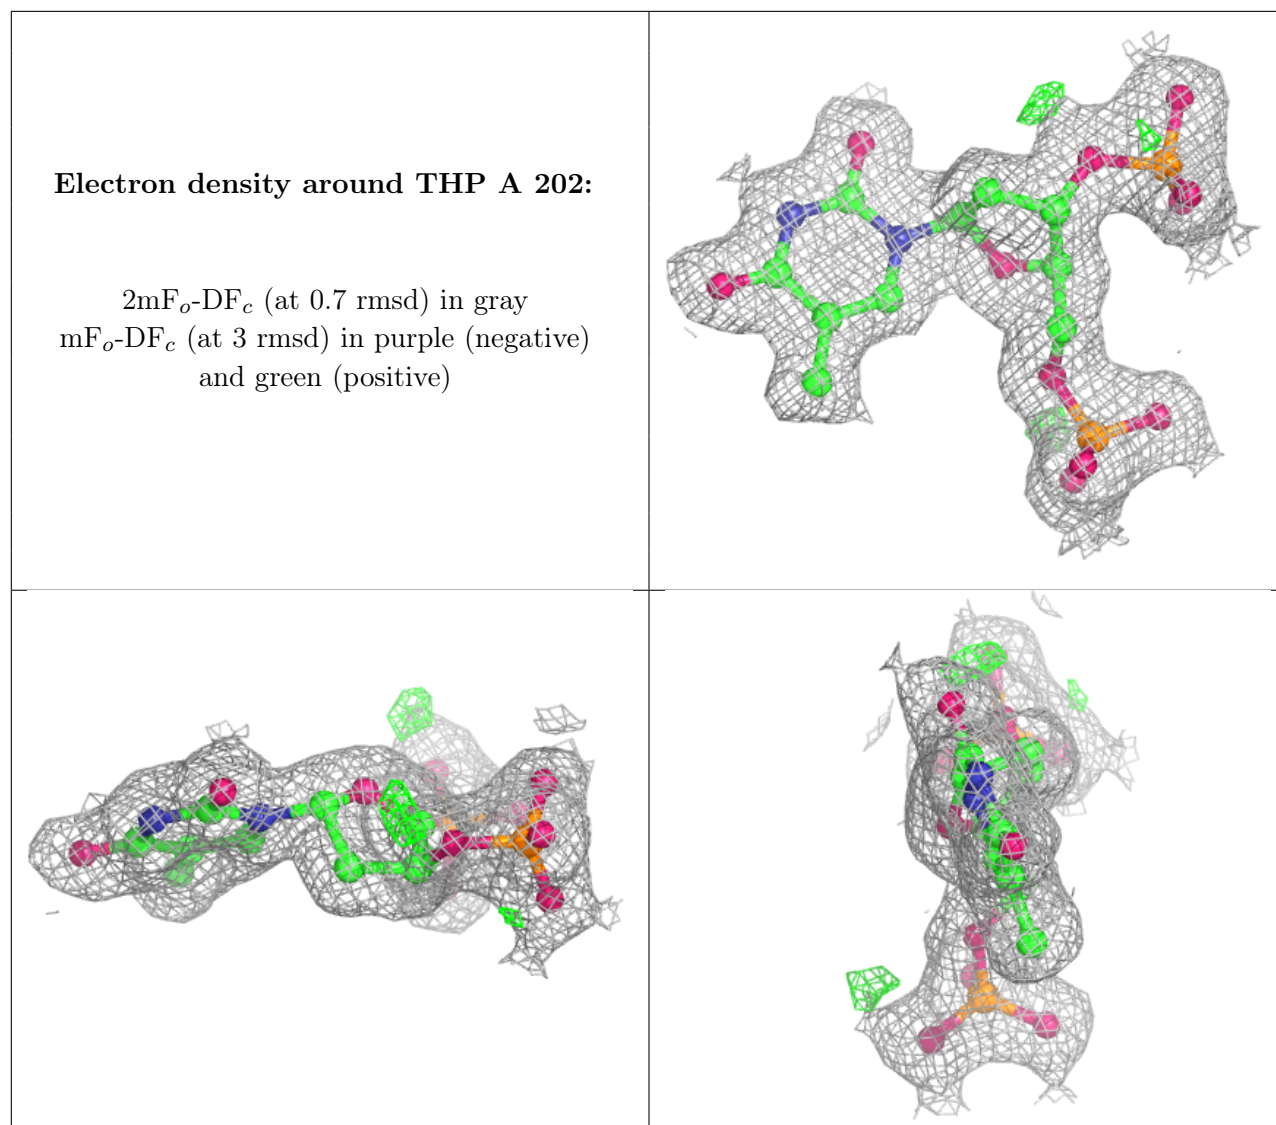 Electron density around THP A 202:
2mFo-DFc (at 0.7 rmsd) in gray
mFo-DFc (at 3 rmsd) in purple (negative)
and green (positive)